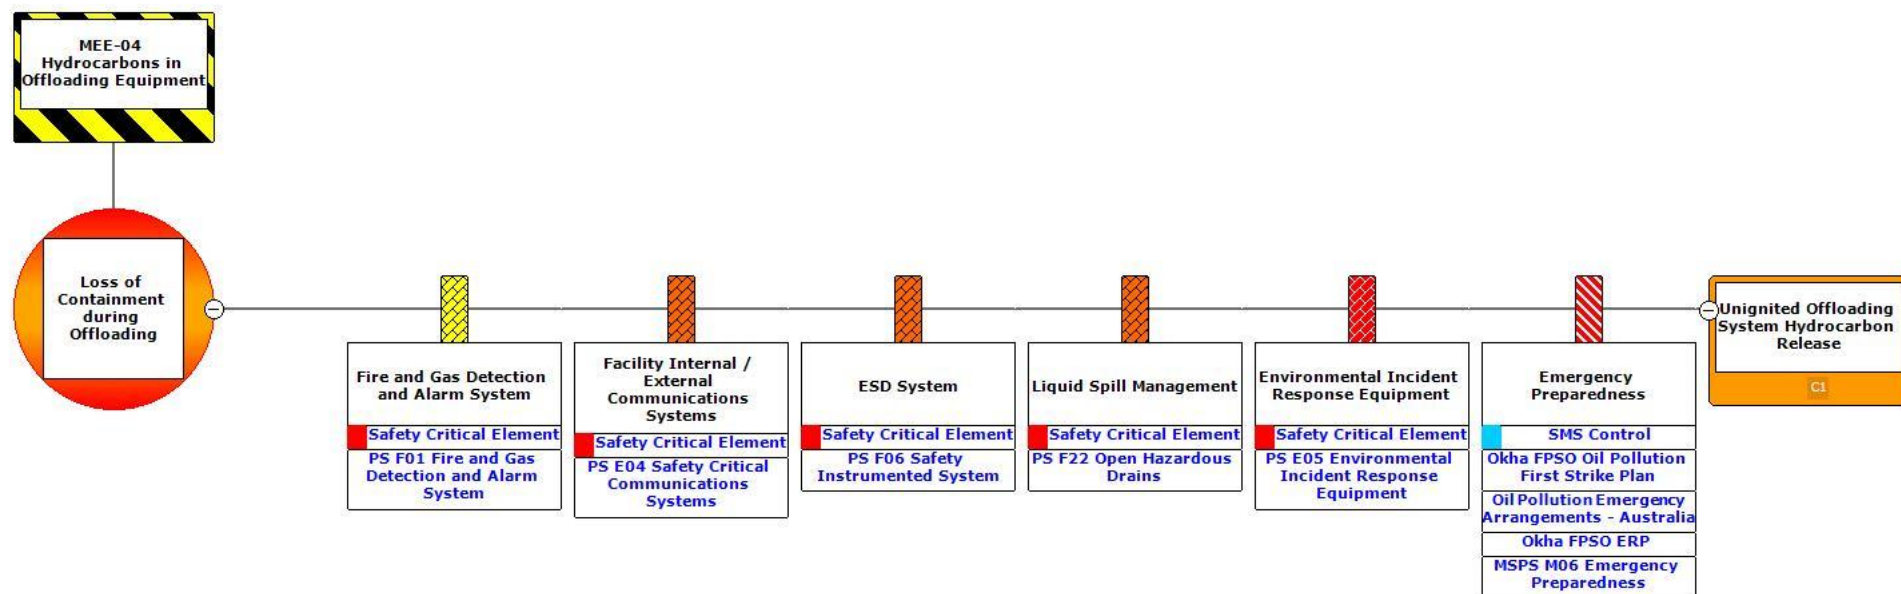 MEE-04
Hydrocarbons in
Offloading Equipment
Loss of
Containment
during
Offloading
Fire and Gas Detection
and Alarm System
Safety Critical Element
PS F01 Fire and Gas
Detection and Alarm
System
Facility Internal /
External
Communications
Systems
Safety Critical Element
PS E04 Safety Critical
Communications
Systems
ESD System
Safety Critical Element
PS F06 Safety
Instrumented System
Liquid Spill Management
Safety Critical Element
PS F22 Open Hazardous
Drains
Environmental Incident
Response Equipment
Safety Critical Element
PS E05 Environmental
Incident Response
Equipment
Emergency
Preparedness
SMS Control
Okha FPSO Oil Pollution
First Strike Plan
Oil Pollution Emergency
Arrangements - Australia
Okha FPSO ERP
MSPS M06 Emergency
Preparedness
Unignited Offloading
System Hydrocarbon
Release
C1